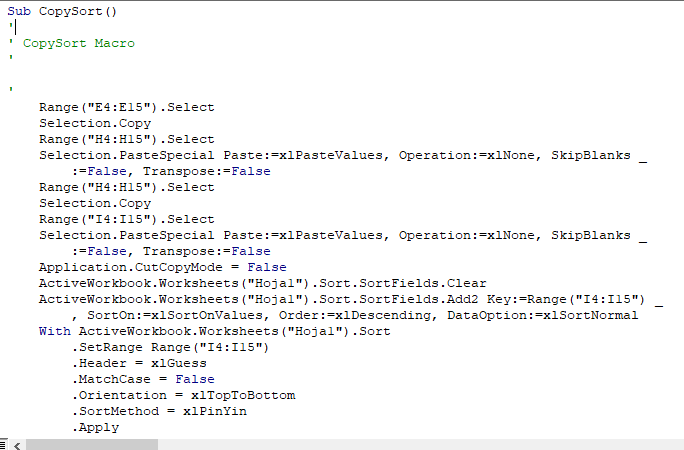 Sub CopySort()
'
' CopySort Macro
'
'
Range("E4:E15").Select
Selection.Copy
Range("H4:H15").Select
Selection.PasteSpecial Paste:=xlPasteValues, Operation:=xlNone, SkipBlanks _
:=False, Transpose:=False
Range("H4:H15").Select
Selection.Copy
Range("I4:I15").Select
Selection.PasteSpecial Paste:=xlPasteValues, Operation:=xlNone, SkipBlanks _
:=False, Transpose:=False
Application.CutCopyMode = False
ActiveWorkbook.Worksheets("Hoja1").Sort.SortFields.Clear
ActiveWorkbook.Worksheets("Hoja1").Sort.SortFields.Add2 Key:=Range("I4:I15") _
, SortOn:=xlSortOnValues, Order:=xlDescending, DataOption:=xlSortNormal
With ActiveWorkbook.Worksheets("Hoja1").Sort
.SetRange Range("I4:I15")
.Header = xlGuess
.MatchCase = False
.Orientation = xlTopToBottom
.SortMethod = xlPinYin
.Apply